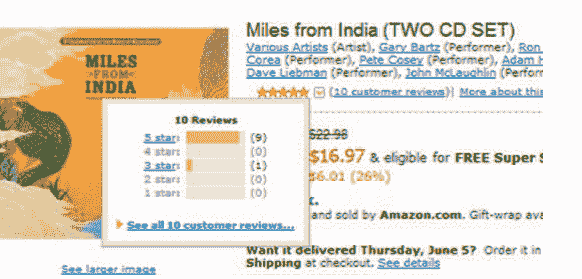 MILES
FROM
INDIA
Miles from India (TWO CD SET)
Various Artists (Artist), Gary Bartz (Performer), Ron
Corea (Performer), Pete Cosey (Performer), Adam H
Dave Liebman (Performer), John McLaughlin (Perform
(10 customer reviews) | More about this
10 Reviews
5 star: (9)
4 star: (0)
3 star: (1)
2 star: (0)
1 star: (0)
See all 10 customer reviews...
$22.98
$16.97 & eligible for FREE Super S
$6.01 (26%)
and sold by Amazon.com. Gift-wrap ava
Want it delivered Thursday, June 5? Order it in
Shipping at checkout. See details
See larger image